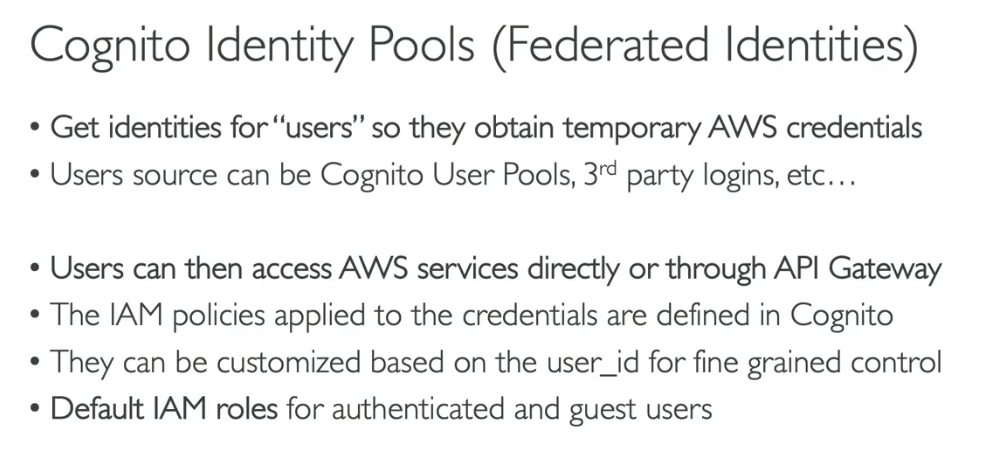 Cognito Identity Pools (Federated Identities)
• Get identities for “users” so they obtain temporary AWS credentials
• Users source can be Cognito User Pools, 3rd party logins, etc…
• Users can then access AWS services directly or through API Gateway
• The IAM policies applied to the credentials are defined in Cognito
• They can be customized based on the user_id for fine grained control
• Default IAM roles for authenticated and guest users